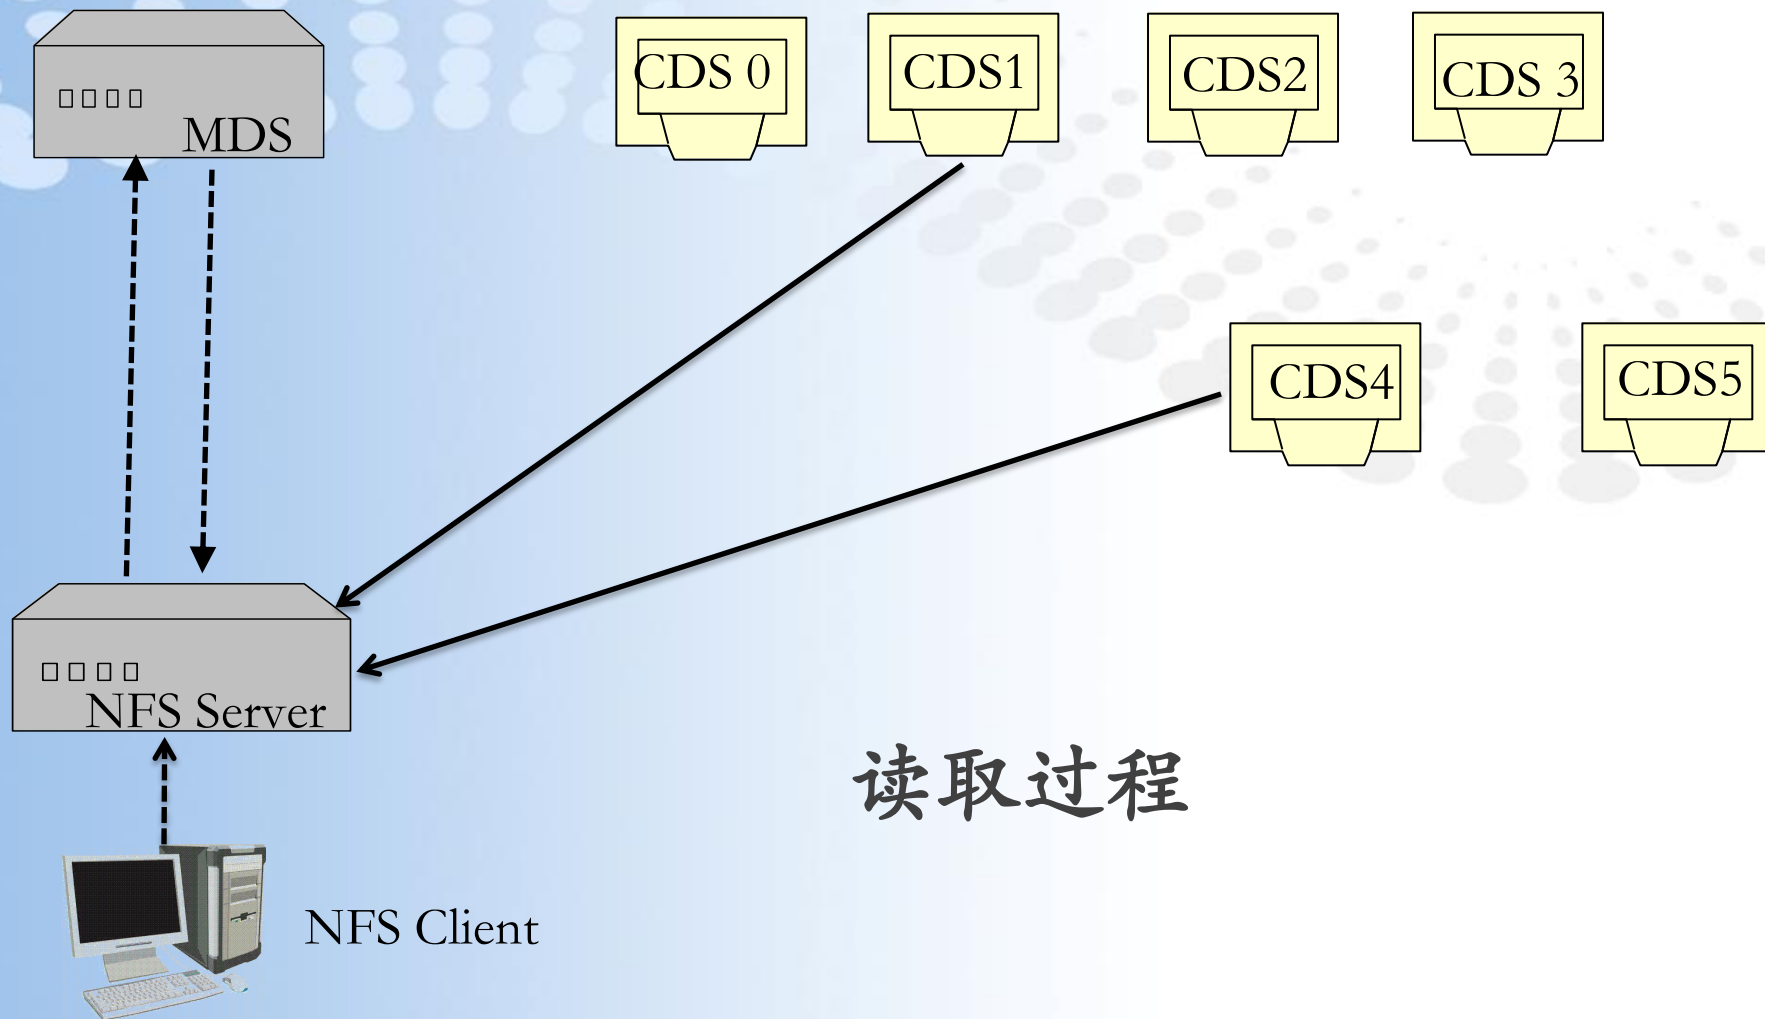 MDS
CDS 0
CDS1
CDS2
CDS 3
CDS4
CDS5
NFS Server
读取过程
NFS Client